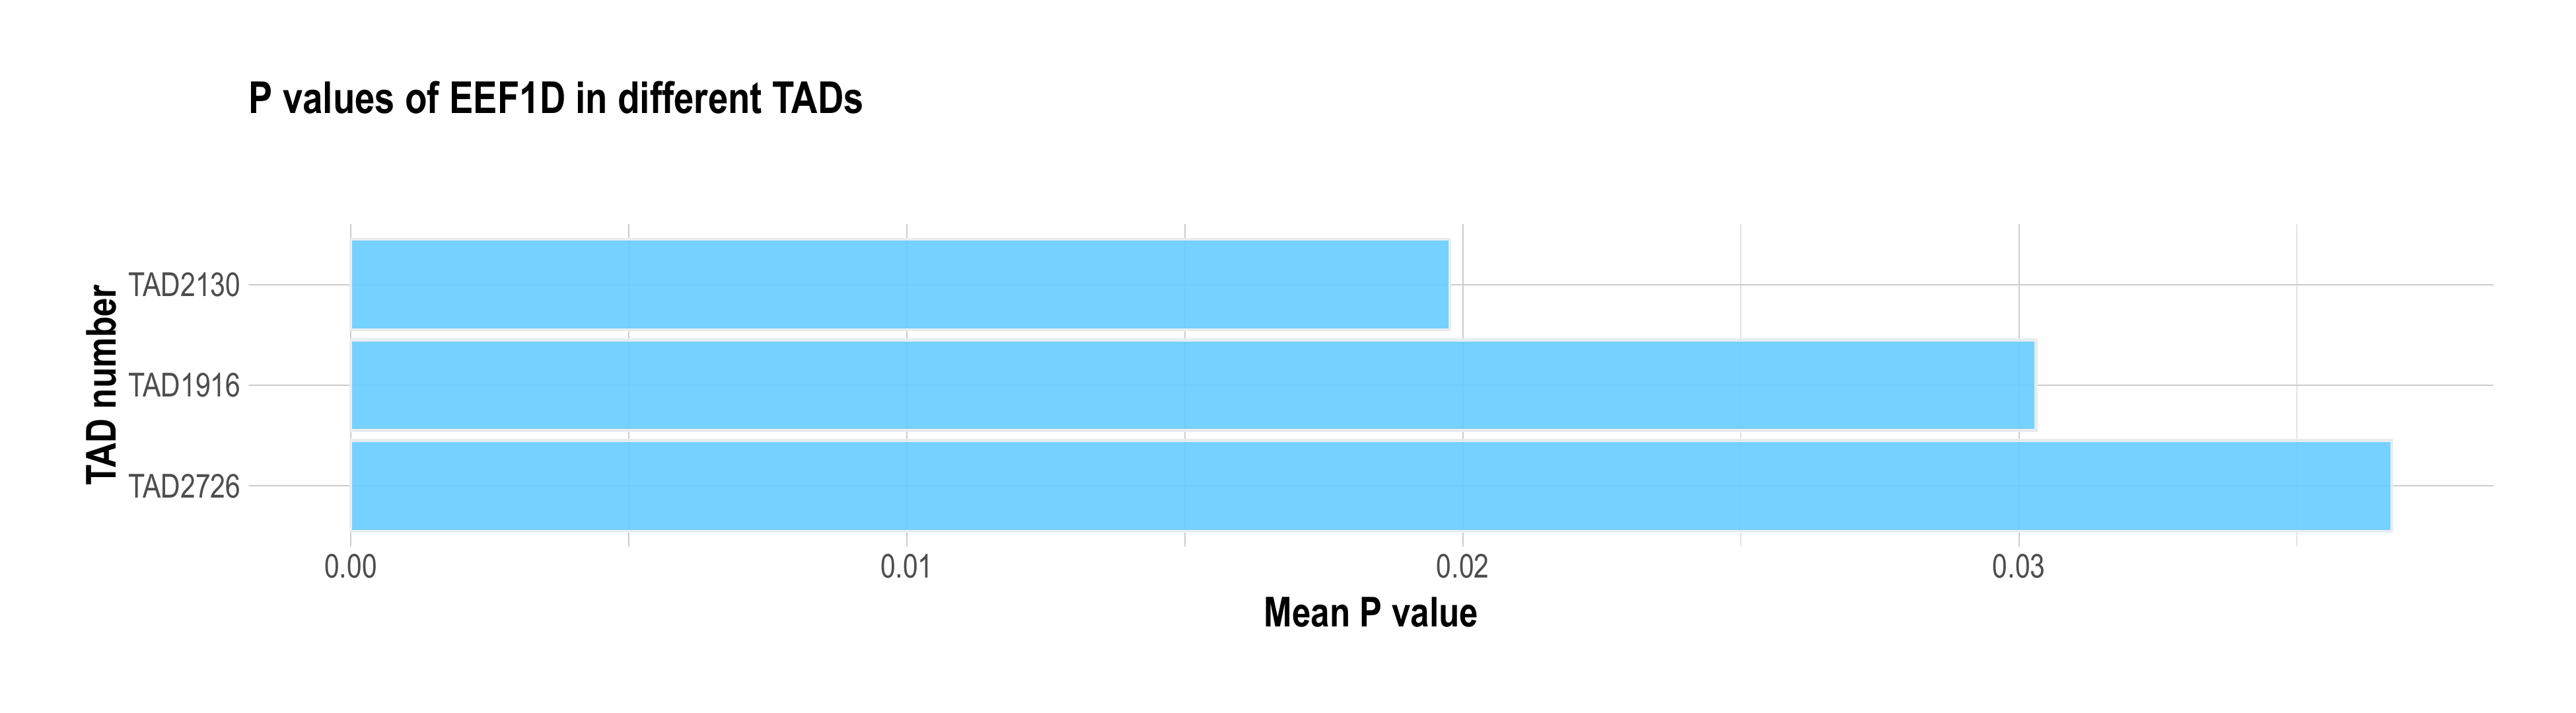 P values of EEF1D in different TADs
TAD number
TAD2130
TAD1916
TAD2726
0.00 0.01 0.02 0.03
Mean P value